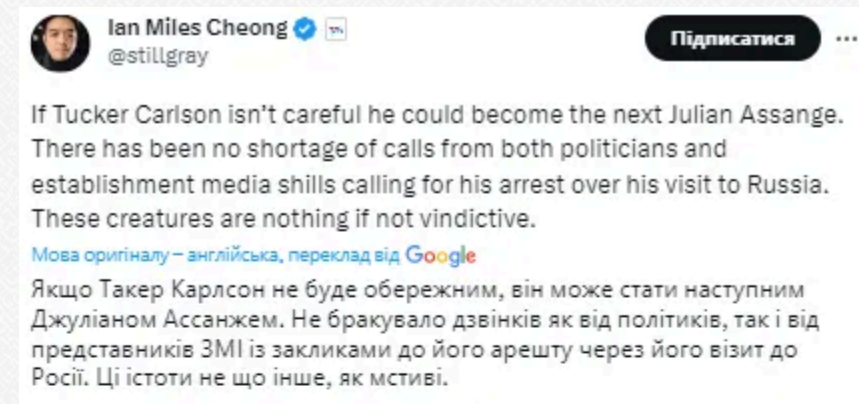 Ian Miles Cheong
@stillgray
Підписатися
If Tucker Carlson isn’t careful he could become the next Julian Assange.
There has been no shortage of calls from both politicians and
establishment media shills calling for his arrest over his visit to Russia.
These creatures are nothing if not vindictive.
Мова оригіналу – англійська, переклад від Google
Якщо Такер Карлсон не буде обережним, він може стати наступним
Джуліаном Ассанжем. Не бракувало дзвінків як від політиків, так і від
представників ЗМІ із закликами до його арешту через його візит до
Росії. Ці істоти не що інше, як мстиві.